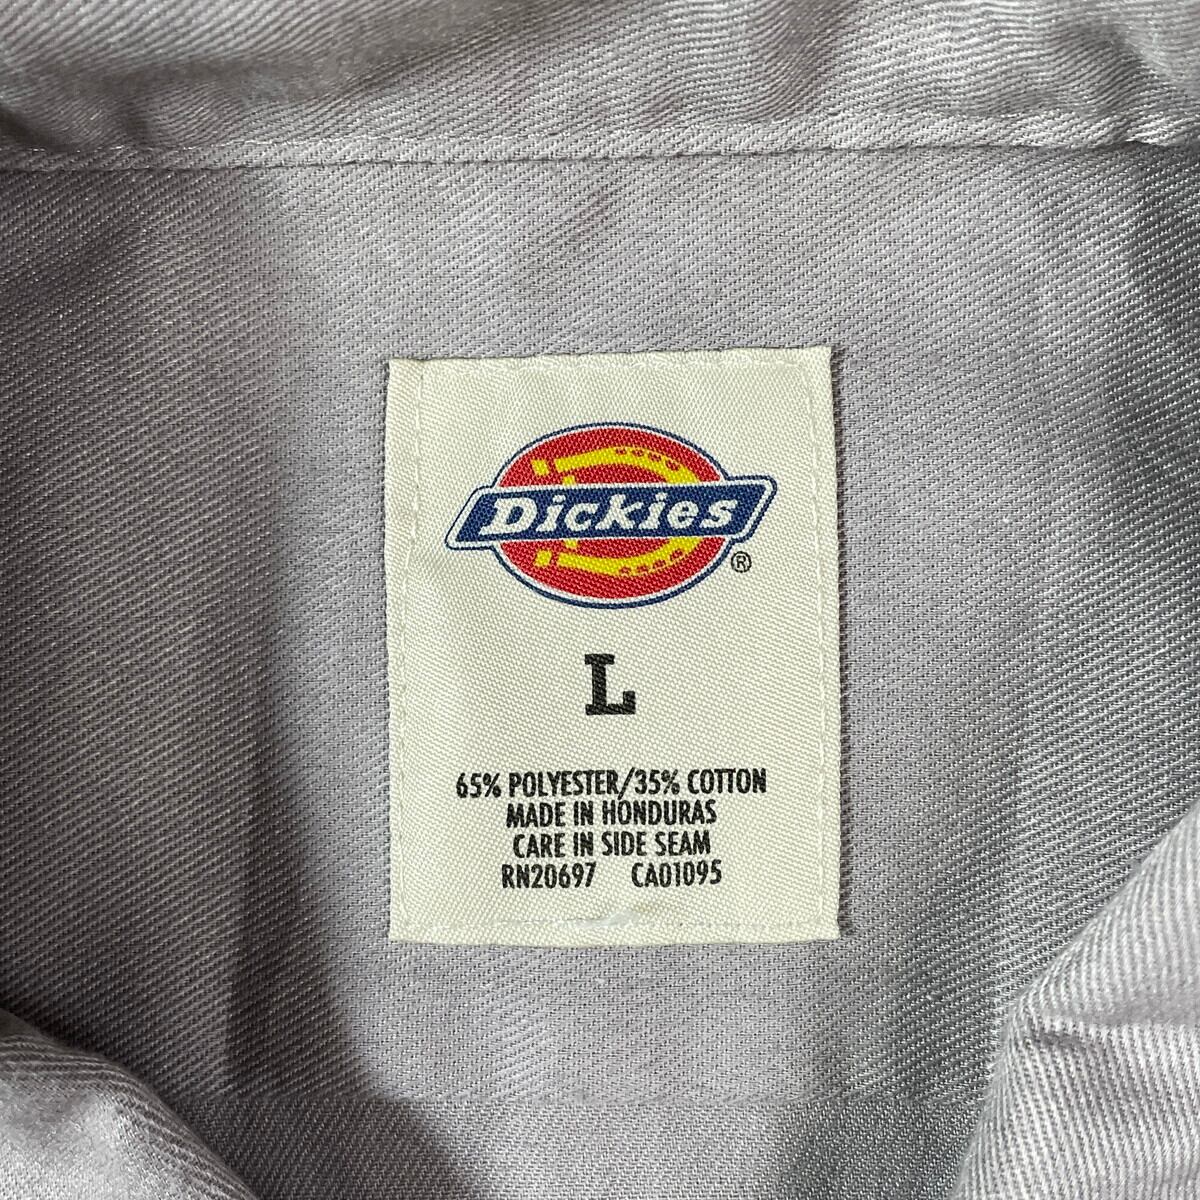 Dickies
®
L
65% POLYESTER/35% COTTON
MADE IN HONDURAS
CARE IN SIDE SEAM
RN20697 CA01095